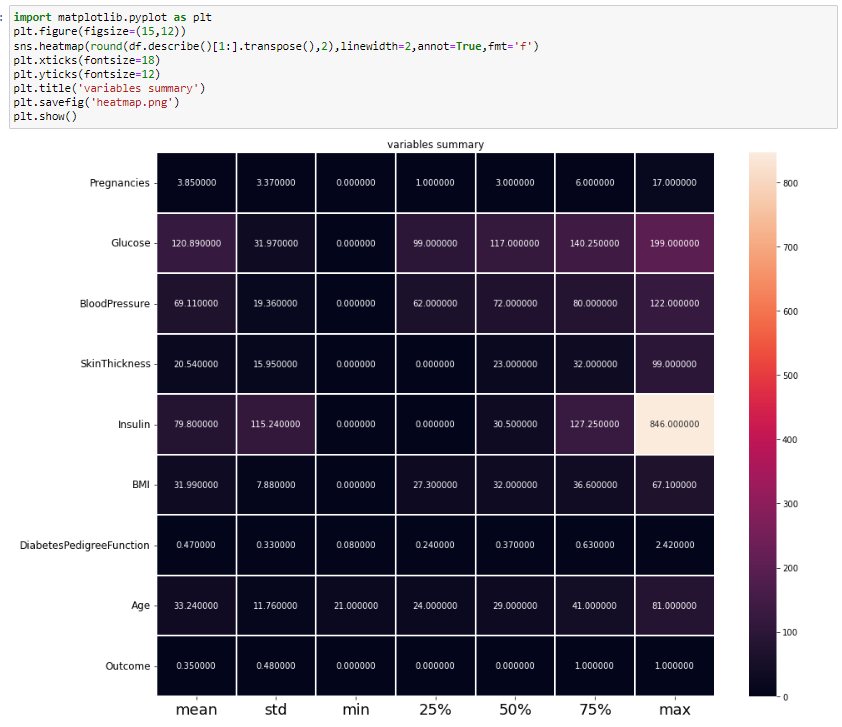 :
import matplotlib.pyplot as plt
plt.figure(figsize=(15,12))
sns.heatmap(round(df.describe()[1:].transpose(),2),linewidth=2,annot=True,fmt='f')
plt.xticks(fontsize=18)
plt.yticks(fontsize=12)
plt.title('variables summary')
plt.savefig('heatmap.png')
plt.show()
variables summary
Pregnancies 3.850000 3.370000 0.000000 1.000000 3.000000 6.000000 17.000000
Glucose 120.890000 31.970000 0.000000 99.000000 117.000000 140.250000 199.000000
BloodPressure 69.110000 19.360000 0.000000 62.000000 72.000000 80.000000 122.000000
SkinThickness 20.540000 15.950000 0.000000 0.000000 23.000000 32.000000 99.000000
Insulin 79.800000 115.240000 0.000000 0.000000 30.500000 127.250000 846.000000
BMI 31.990000 7.880000 0.000000 27.300000 32.000000 36.600000 67.100000
DiabetesPedigreeFunction 0.470000 0.330000 0.080000 0.240000 0.370000 0.630000 2.420000
Age 33.240000 11.760000 21.000000 24.000000 29.000000 41.000000 81.000000
Outcome 0.350000 0.480000 0.000000 0.000000 0.000000 1.000000 1.000000
mean std min 25% 50% 75% max
800
700
600
500
400
300
200
100
0